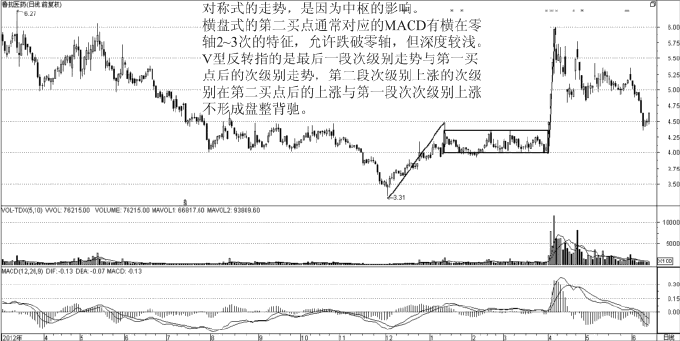 鲁抗医药(日线 前复权)
6.27
对称式的走势，是因为中枢的影响。
横盘式的第二买点通常对应的MACD有横在零
轴2~3次的特征，允许跌破零轴，但深度较浅。
V型反转指的是最后一段次级别走势与第一买
点后的次级别走势．第二段次级别上涨的次级
别在第二买点后的上涨与第一段次次级别上涨
不形成盘整背驰。
6.00
5.50
5.00
4.50
4.00
3.50
3.31
VOL-TDX(5,10) VVOL: 76215.00 VOLUME: 76215.00 MAVOL1: 66817.60 MAVOL2: 93869.60
10000
5000
X1.00
MACD(12,26,9) DIF: -0.13 DEA: -0.07 MACD: -0.13
0.30
0.15
0.00
2012年 4 5 6 7 8 9 10 11 12 1 2 3 4 5 6 日线